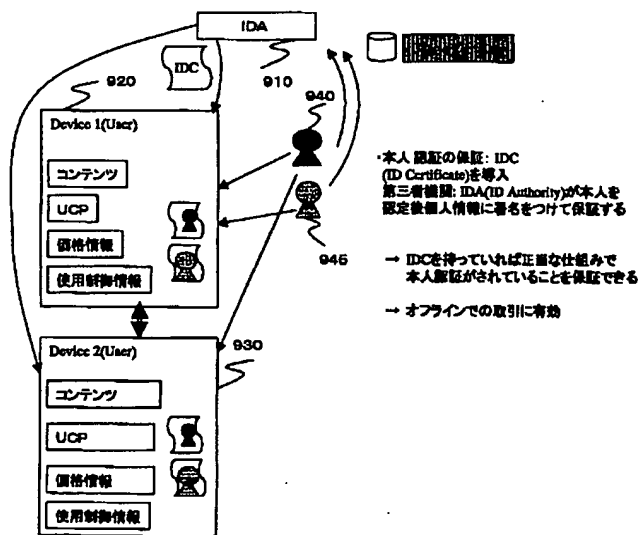 IDA
IDC
920
910
940
Device 1(User)
コンテンツ
UCP
価格情報
使用制御情報
945
・本人 認証の保証: IDC
(ID Certificate)を導入
第三者機関: IDA(ID Authority)が本人を
認定後個人情報に署名をつけて保証する
→ IDCを持っていれば正当な仕組みで
本人認証がされていることを保証できる
→ オフラインでの取引に有効
Device 2(User)
930
コンテンツ
UCP
価格情報
使用制御情報